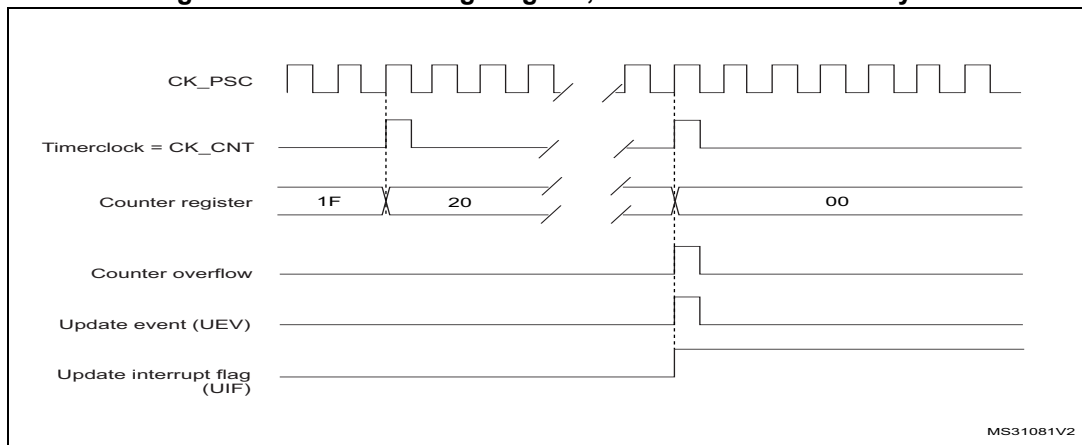 CK_PSC
Timerclock = CK_CNT
Counter register
1F
20
00
Counter overflow
Update event (UEV)
Update interrupt flag
(UIF)
MS31081V2